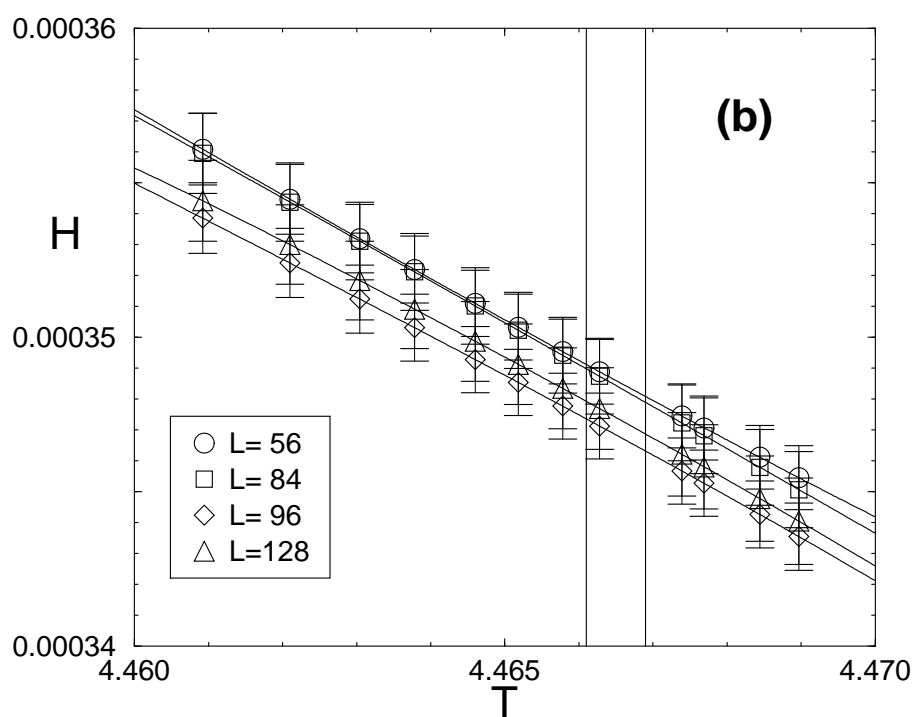 0.00036
(b)
H
0.00035
L= 56
L= 84
L= 96
L=128
0.00034
4.460
4.465
4.470
T